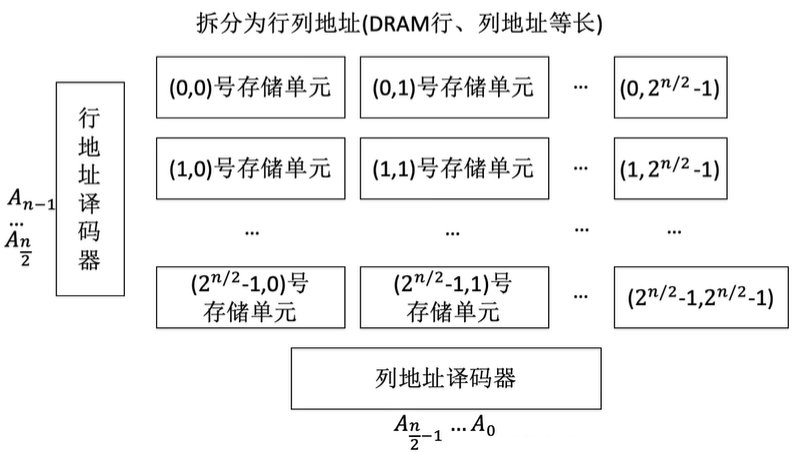 拆分为行列地址(DRAM行、列地址等长)
(0,0)号存储单元 (0,1)号存储单元 … (0, 2^{n/2}-1)
行地址译码器
(1,0)号存储单元 (1,1)号存储单元 … (1, 2^{n/2}-1)
A_{n-1}
…
A_{\frac{n}{2}}
… … … …
(2^{n/2}-1,0)号 (2^{n/2}-1,1)号
存储单元 存储单元 … (2^{n/2}-1,2^{n/2}-1)
列地址译码器
A_{\frac{n}{2}-1} … A_0